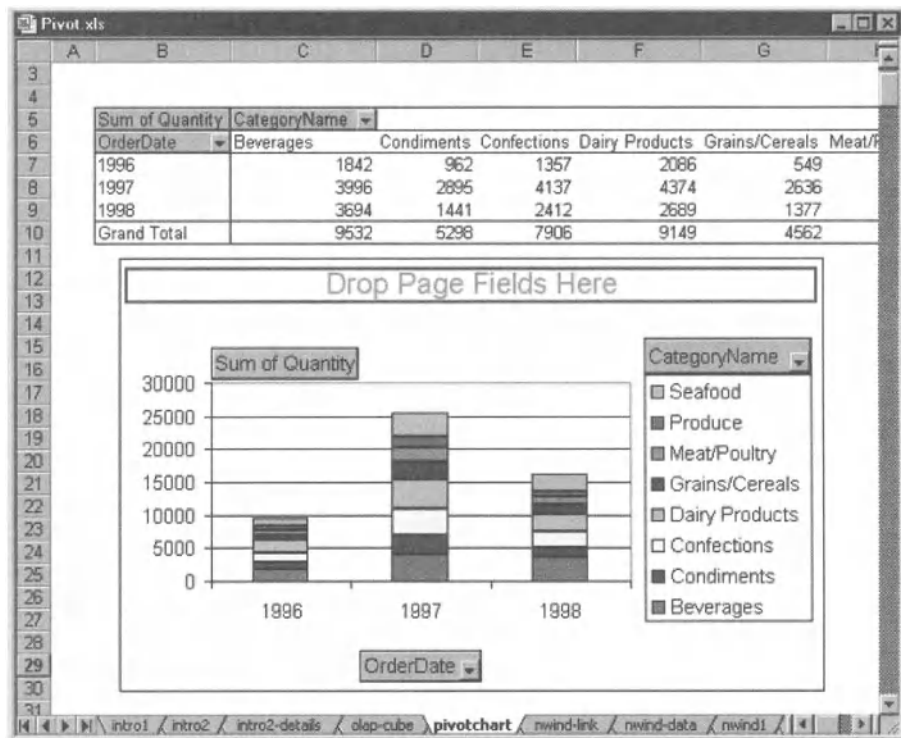 Pivot.xls
A B C D E F G
3
4
5 Sum of Quantity CategoryName
6 OrderDate Beverages Condiments Confections Dairy Products Grains/Cereals
7 1996 1842 962 1357 2086 549
8 1997 3996 2895 4137 4374 2636
9 1998 3694 1441 2412 2689 1377
10 Grand Total 9532 5298 7906 9149 4562
11
12
13
Drop Page Fields Here
14
15
16
17
18
19
20
21
22
23
24
25
26
27
28
29
30
31
Sum of Quantity
30000
25000
20000
15000
10000
5000
0
1996 1997 1998
OrderDate
CategoryName
Seafood
Produce
Meat/Poultry
Grains/Cereals
Dairy Products
Confections
Condiments
Beverages
intro1 intro2 intro2-details olap-cube pivotchart nwind-link nwind-data nwind1